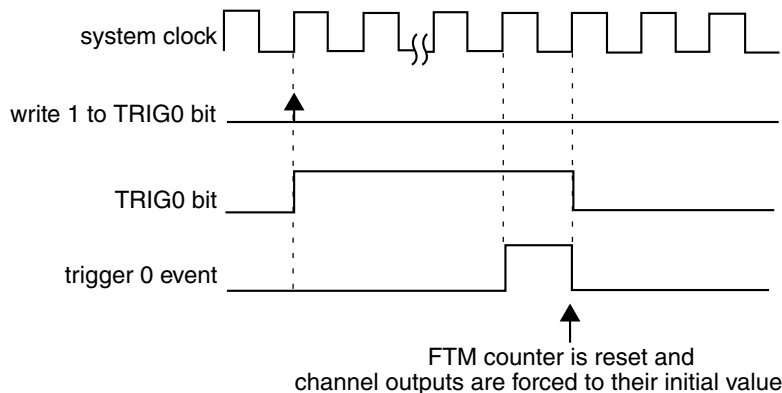 system clock
write 1 to TRIG0 bit
TRIG0 bit
trigger 0 event
FTM counter is reset and
channel outputs are forced to their initial value